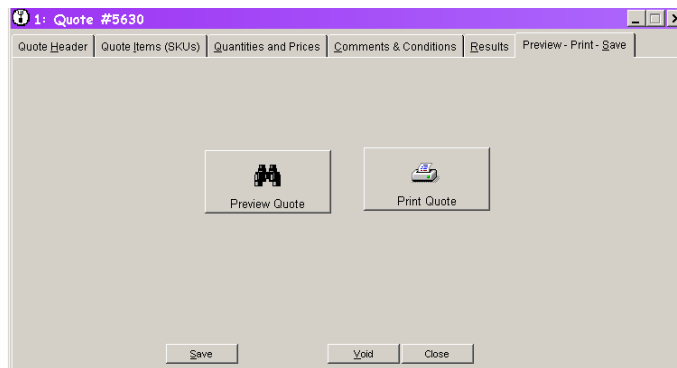 1: Quote #5630
Quote Header Quote Items (SKUs) Quantities and Prices Comments & Conditions Results Preview - Print - Save
Preview Quote Print Quote
Save Void Close